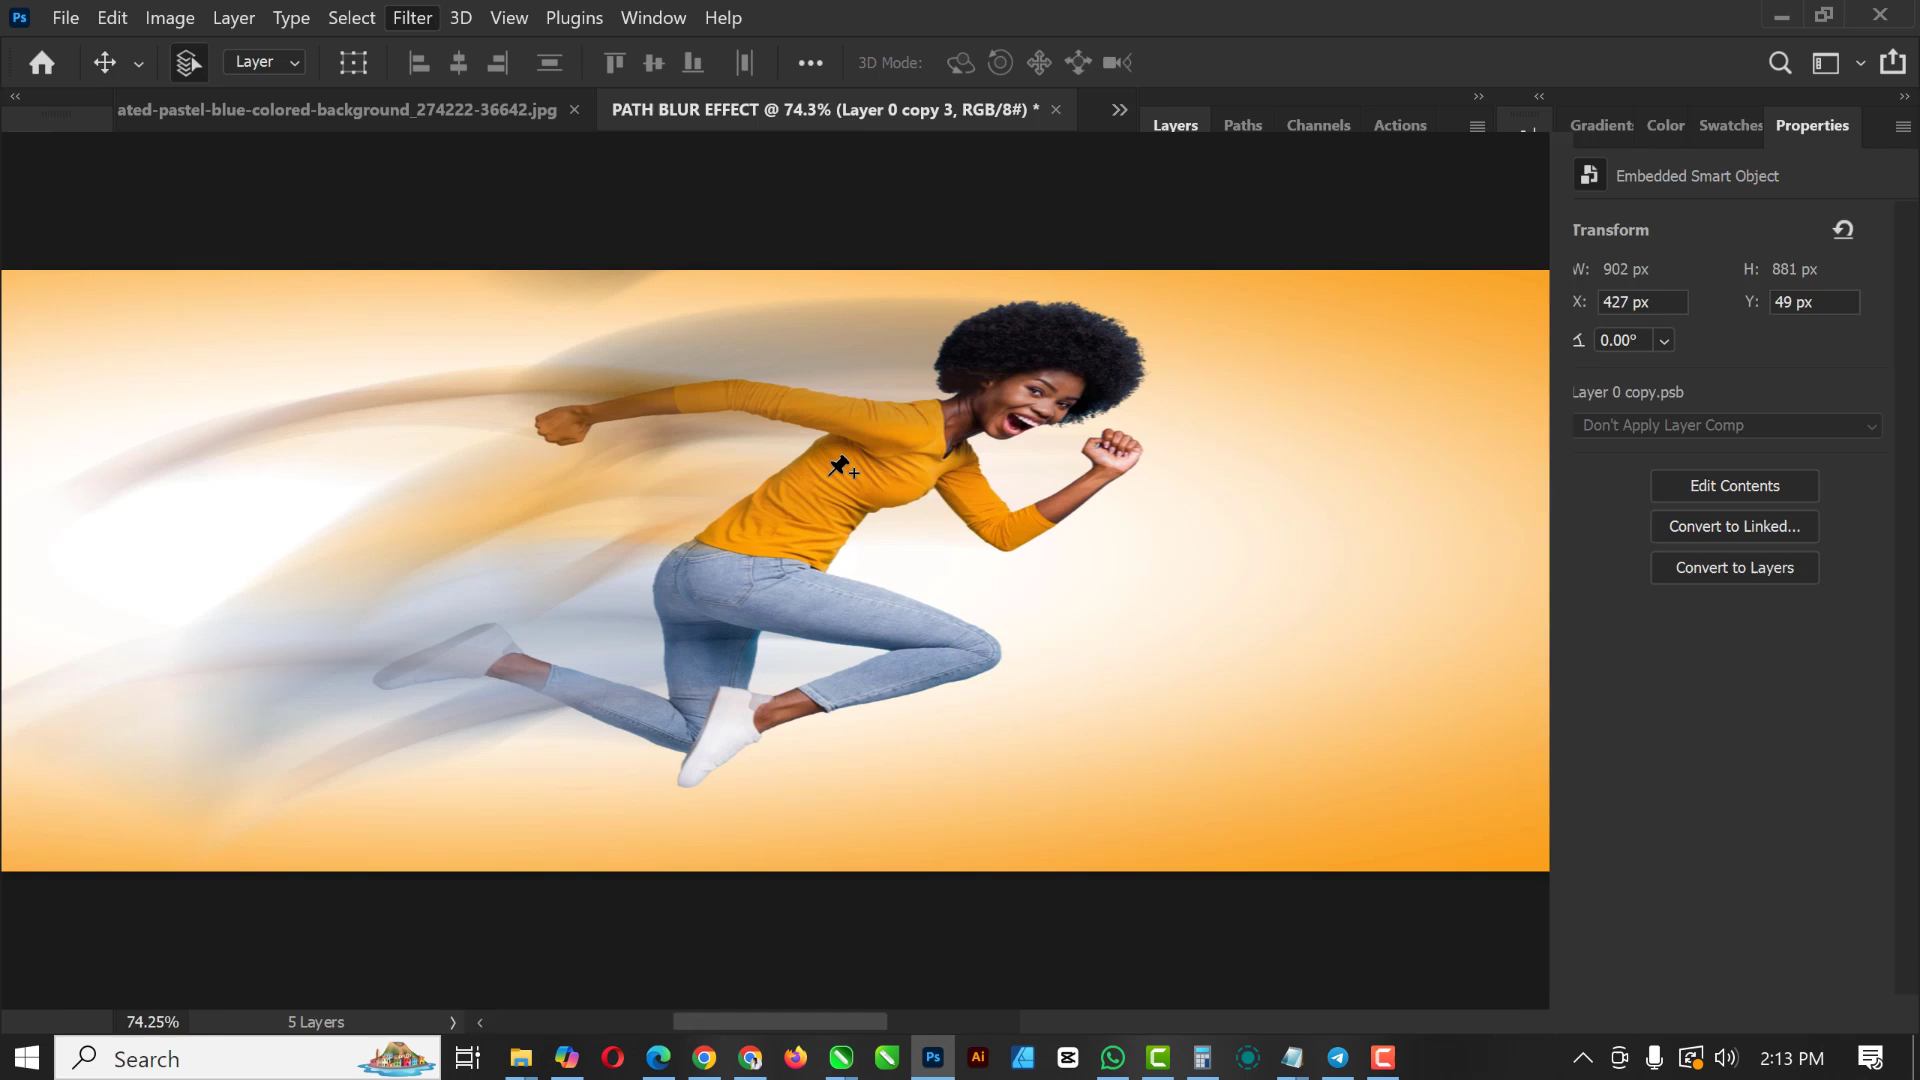 Ps File Edit Image Layer Type Select Filter 3D View Plugins Window Help
Layer 3D Mode:
ated-pastel-blue-colored-background_274222-36642.jpg PATH BLUR EFFECT @ 74.3% (Layer 0 copy 3, RGB/8#) *
Layers Paths Channels Actions
Gradient Color Swatches Properties
Embedded Smart Object
Transform
W: 902 px H: 881 px
X: 427 px Y: 49 px
0.00°
Layer 0 copy.psb
Don't Apply Layer Comp
Edit Contents
Convert to Linked...
Convert to Layers
74.25% 5 Layers
Search
Ps Ai
2:13 PM